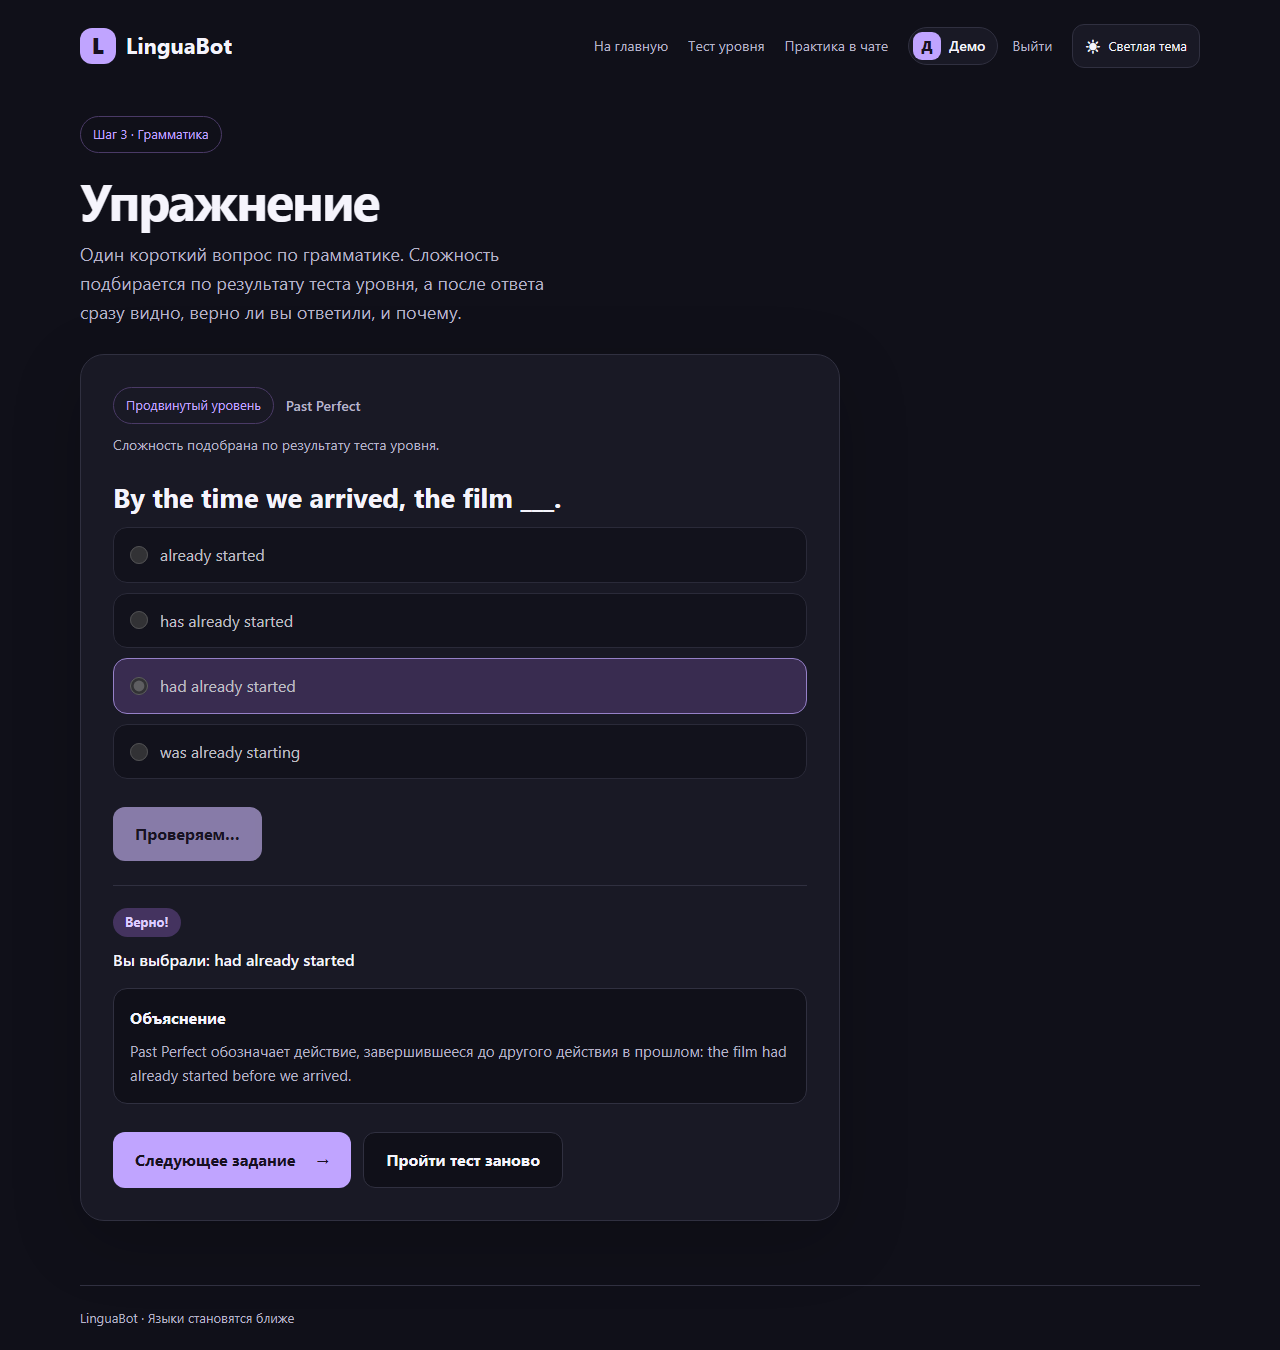 L LinguaBot
На главную Тест уровня Практика в чате Д Демо Выйти Светлая тема
Шаг 3 · Грамматика
Упражнение
Один короткий вопрос по грамматике. Сложность
подбирается по результату теста уровня, а после ответа
сразу видно, верно ли вы ответили, и почему.
Продвинутый уровень Past Perfect
Сложность подобрана по результату теста уровня.
By the time we arrived, the film ___.
already started
has already started
had already started
was already starting
Проверяем...
Верно!
Вы выбрали: had already started
Объяснение
Past Perfect обозначает действие, завершившееся до другого действия в прошлом: the film had
already started before we arrived.
Следующее задание →
Пройти тест заново
LinguaBot · Языки становятся ближе